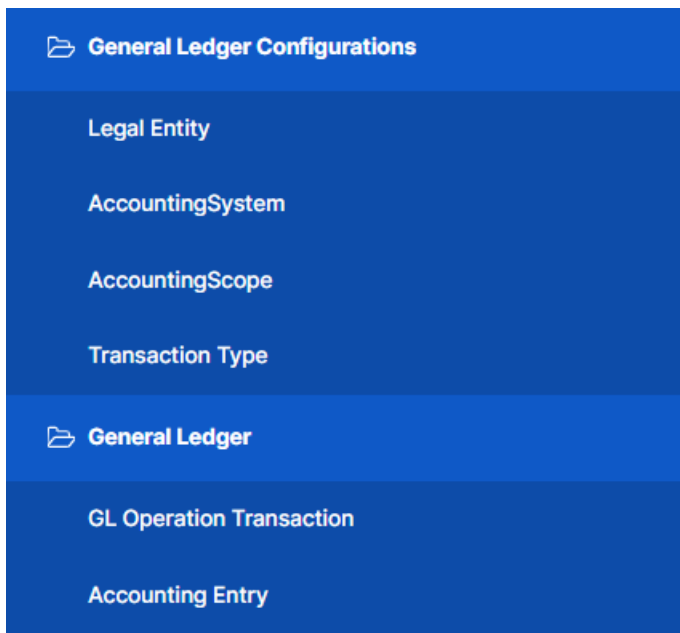 General Ledger Configurations
Legal Entity
AccountingSystem
AccountingScope
Transaction Type
General Ledger
GL Operation Transaction
Accounting Entry